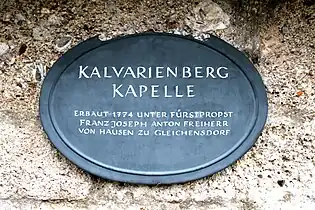 KALVARIENBERG
KAPELLE
ERBAUT 1774 UNTER FÜRSTPROPST
FRANZ JOSEPH ANTON FREIHERR
VON HAUSEN ZU GLEICHENSDORF